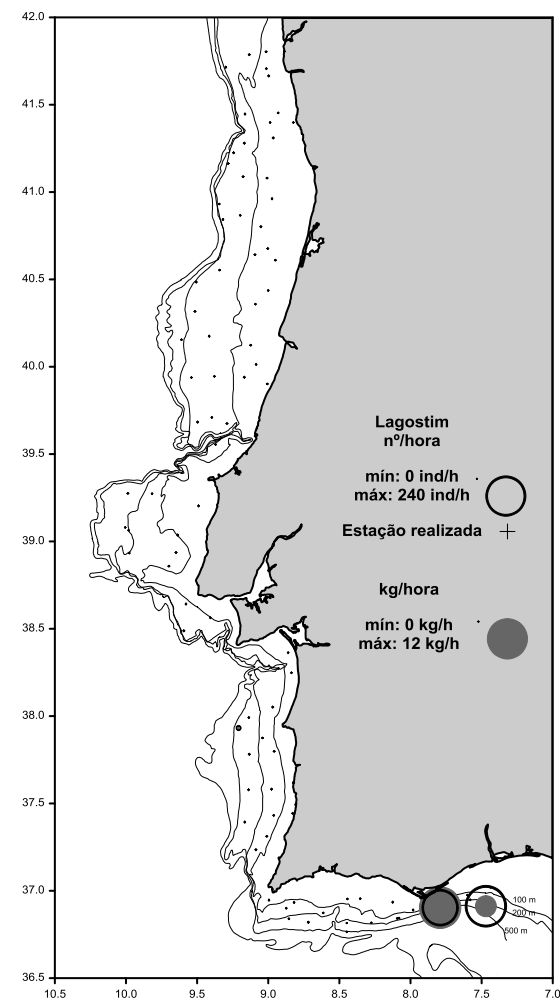 42.0
41.5
41.0
40.5
40.0
39.5
39.0
38.5
38.0
37.5
37.0
36.5
Lagostim
nº/hora
mín: 0 ind/h
máx: 240 ind/h
Estação realizada
kg/hora
mín: 0 kg/h
máx: 12 kg/h
100 m
200 m
500 m
10.5 10.0 9.5 9.0 8.5 8.0 7.5 7.0